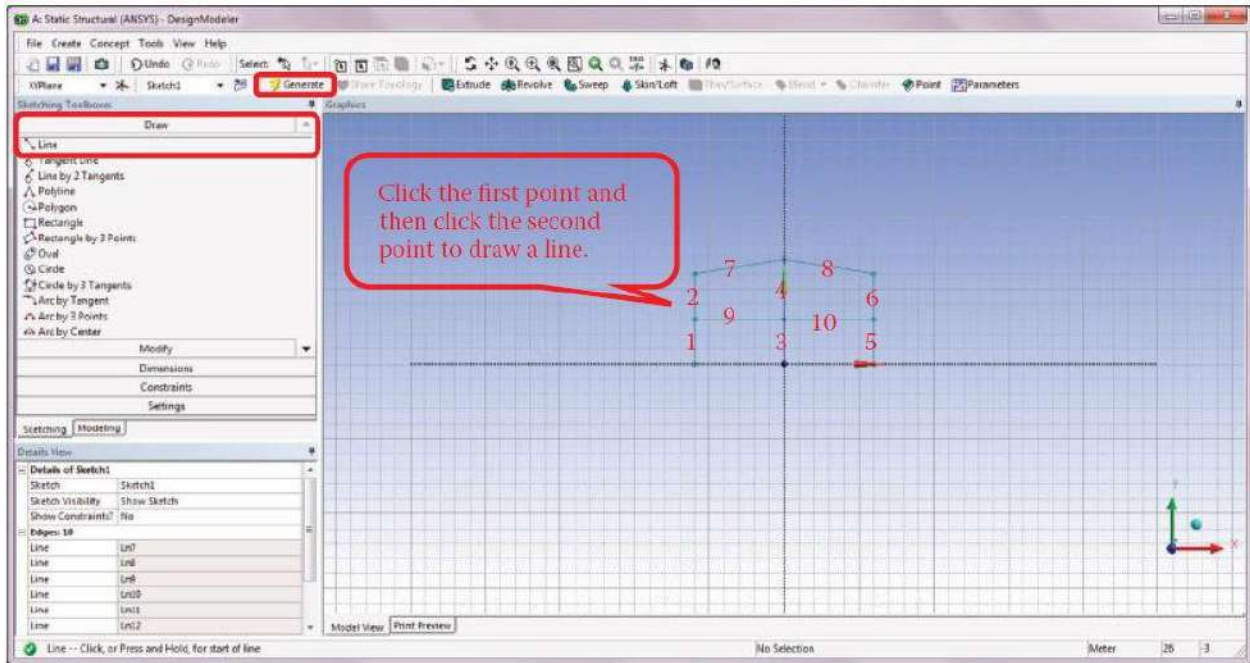 A: Static Structural (ANSYS) - DesignModeler
File Create Concept Tools View Help
Undo Redo Select:
XYPlane Sketch1 Generate Share Topology Extrude Revolve Sweep Skin/Loft Thin/Surface Blend Chamfer Point Parameters
Sketching Toolboxes
Draw
Line
Tangent Line
Line by 2 Tangents
Polyline
Polygon
Rectangle
Rectangle by 3 Points
Oval
Circle
Circle by 3 Tangents
Arc by Tangent
Arc by 3 Points
Arc by Center
Modify
Dimensions
Constraints
Settings
Sketching Modeling
Details View
Details of Sketch1
Sketch Sketch1
Sketch Visibility Show Sketch
Show Constraints? No
Edges: 10
Line Ln7
Line Ln8
Line Ln9
Line Ln10
Line Ln11
Line Ln12
Graphics
Click the first point and
then click the second
point to draw a line.
7 8
2 4 6
9 10
1 3 5
Y
X
Model View Print Preview
Line -- Click, or Press and Hold, for start of line No Selection Meter 26 -3